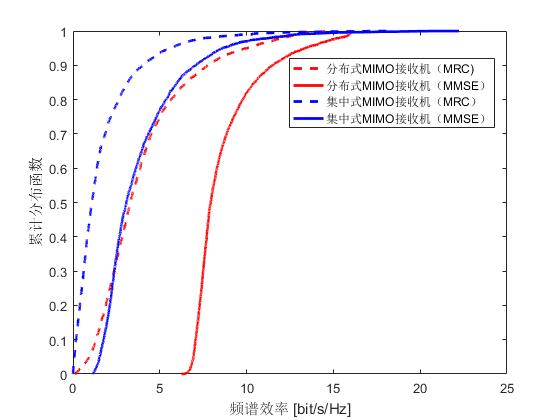 1
0.9
0.8
0.7
0.6
0.5
0.4
0.3
0.2
0.1
0
累计分布函数
分布式MIMO接收机（MRC)
分布式MIMO接收机（MMSE）
集中式MIMO接收机（MRC）
集中式MIMO接收机（MMSE）
0 5 10 15 20 25
频谱效率 [bit/s/Hz]